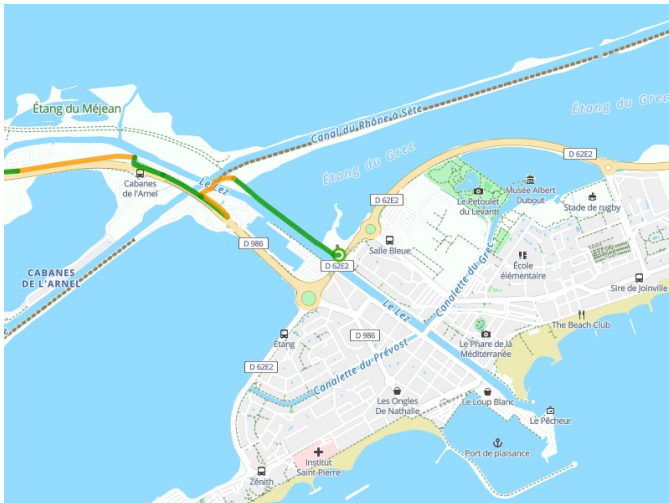 Étang du Méjean
Canal du Rhône à Sète
Étang du Grec
Étang du Grec
D 62E2
Cabanes
de l'Arnel
Le Lez
Le Petoulet
du Levant
Musée Albert
Dubout
Stade de rugby
D 62E2
D 986
Salle Bleue
D 62E2
École
élémentaire
CABANES
DE L'ARNEL
Canalette du Grec
Sire de Joinville
Le Lez
The Beach Club
D 986
Étang
Le Phare de la
Méditerranée
D 62E2
Canalette du Prévost
Les Ongles
De Nathalie
Le Loup Blanc
Le Pêcheur
Port de plaisance
Institut
Saint-Pierre
Zénith